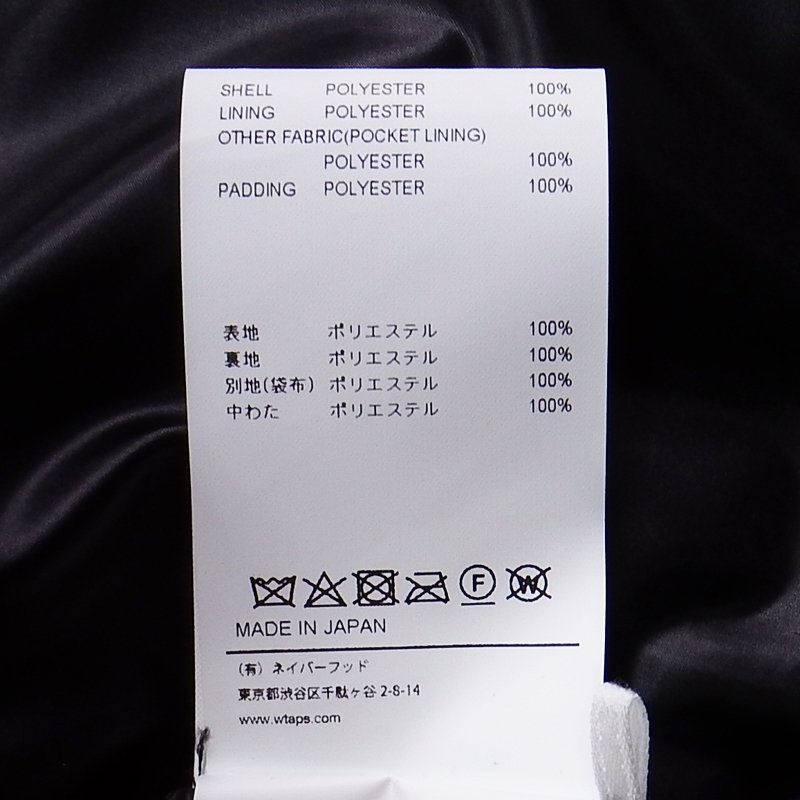 SHELL POLYESTER 100%
LINING POLYESTER 100%
OTHER FABRIC(POCKET LINING)
POLYESTER 100%
PADDING POLYESTER 100%
表地 ポリエステル 100%
裏地 ポリエステル 100%
別地(袋布) ポリエステル 100%
中わた ポリエステル 100%
F W
MADE IN JAPAN
(有) ネイバーフッド
東京都渋谷区千駄ヶ谷 2-8-14
www.wtaps.com